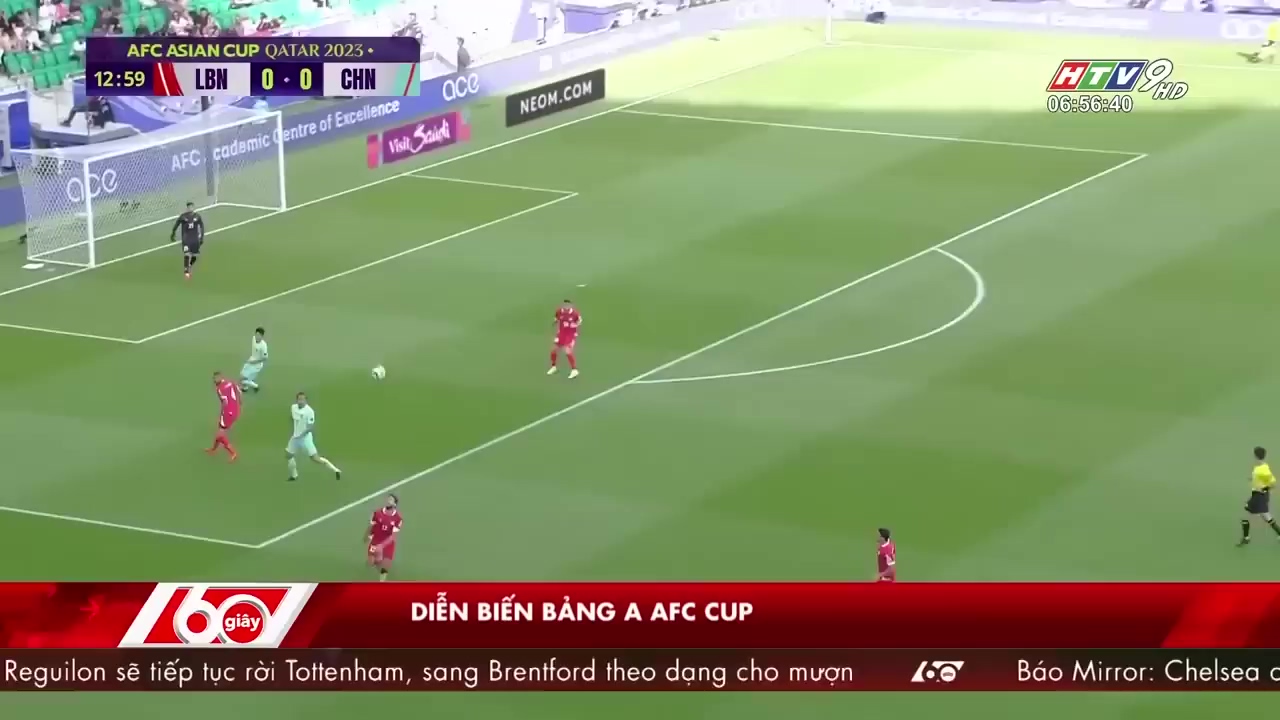 AFC ASIAN CUP QATAR 2023
12:59 LBN 0 - 0 CHN
HTV9 HD
06:56:40
ace
NEOM.COM
AFC Academic Centre of Excellence
Visit Saudi
ace
60 giây
DIỄN BIẾN BẢNG A AFC CUP
Reguilon sẽ tiếp tục rời Tottenham, sang Brentford theo dạng cho mượn 60 Báo Mirror: Chelsea